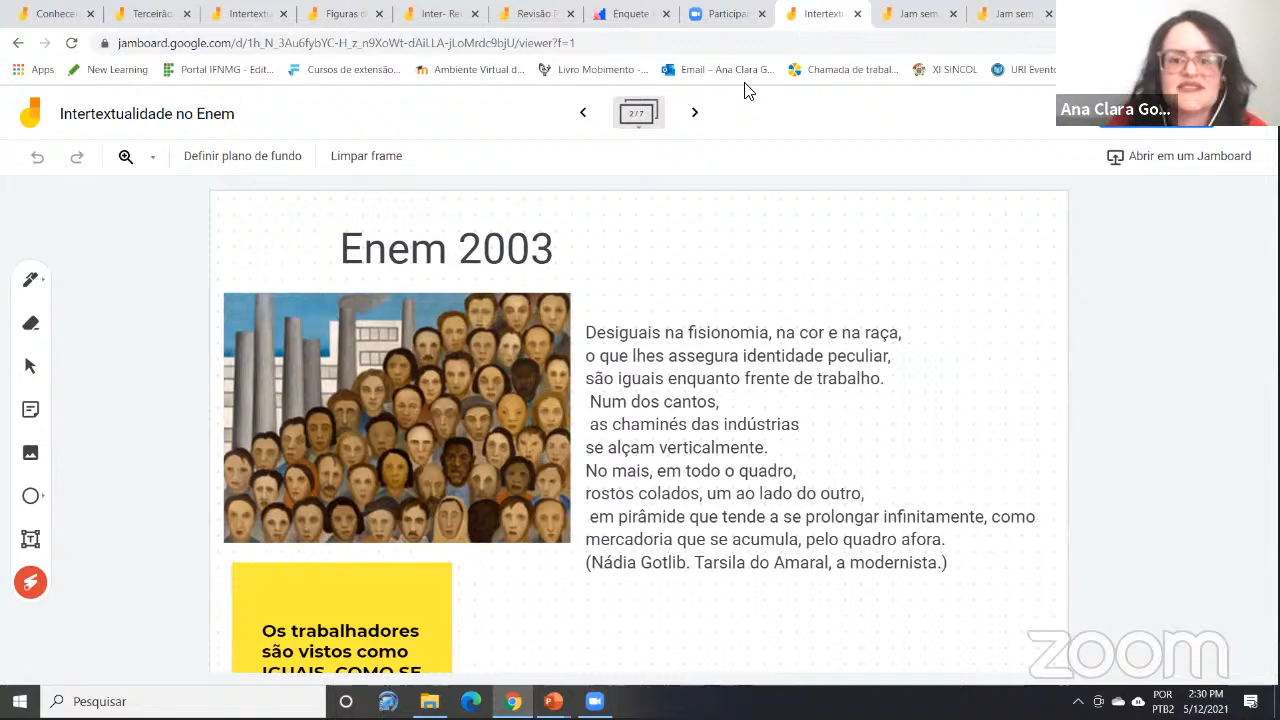 Conhece
Introdu
Terceirão
Intertextu
Figuras d
Inter- Re
Revisão E
Enquete
Participa
Intertext
Jam sem
Jam sem
jamboard.google.com/d/1h_N_3Au6fybYC-H_z_n9XoWt-dAiLLA-jLoMrdc9bjU/viewer?f=1
Apps
New Learning
Portal IFNMG - Edit...
Cursos de extensão...
Ambiente Virtual d...
Livro Mobimento -...
Email – Ana Clara G...
Chamada de trabal...
XI SINCOL
URI Evento
Ana Clara Go...
Intertextualidade no Enem
2/7
Definir plano de fundo
Limpar frame
Abrir em um Jamboard
Enem 2003
Desiguais na fisionomia, na cor e na raça,
o que lhes assegura identidade peculiar,
são iguais enquanto frente de trabalho.
Num dos cantos,
as chaminés das indústrias
se alçam verticalmente.
No mais, em todo o quadro,
rostos colados, um ao lado do outro,
em pirâmide que tende a se prolongar infinitamente, como
mercadoria que se acumula, pelo quadro afora.
(Nádia Gotlib. Tarsila do Amaral, a modernista.)
Os trabalhadores
são vistos como
IGUAIS, COMO SE
zoom
Pesquisar
POR
PTB2
2:30 PM
5/12/2021